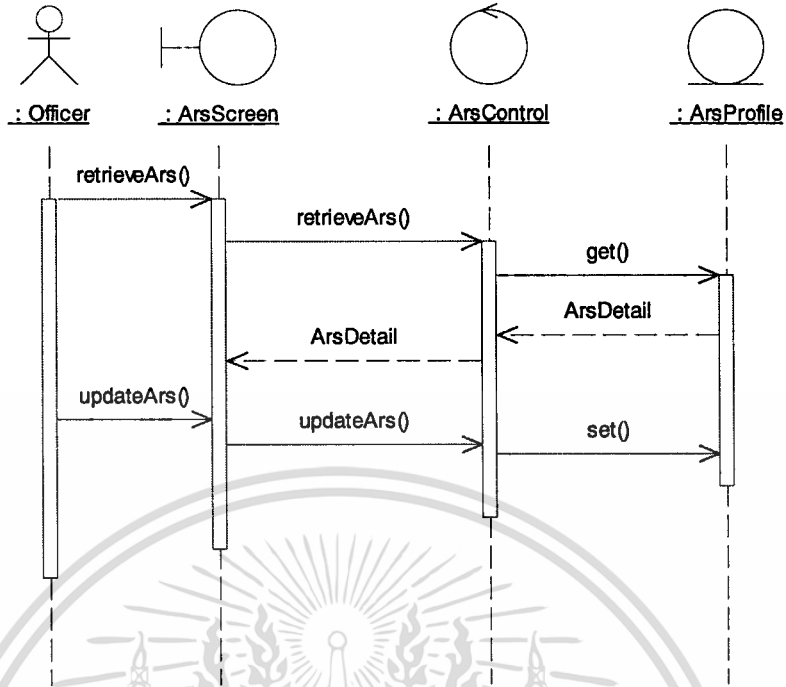 : Officer
: ArsScreen
: ArsControl
: ArsProfile
retrieveArs()
retrieveArs()
get()
ArsDetail
ArsDetail
updateArs()
updateArs()
set()